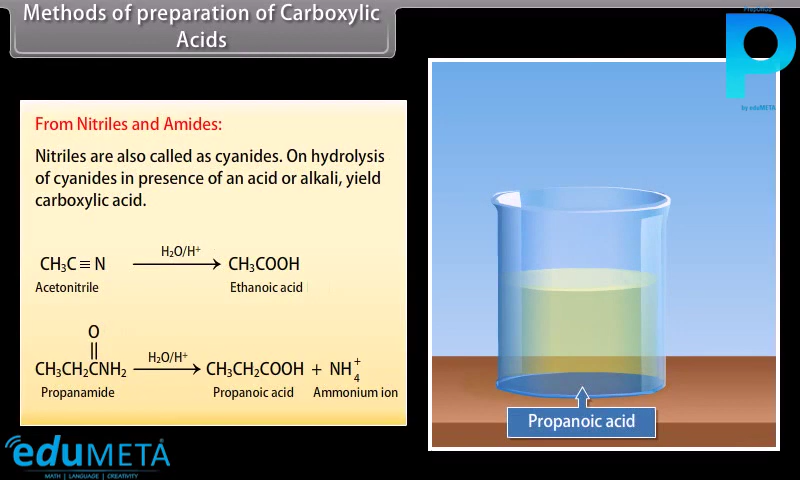 Methods of preparation of Carboxylic
Acids
Preponus
P
by eduMETA
From Nitriles and Amides:
Nitriles are also called as cyanides. On hydrolysis
of cyanides in presence of an acid or alkali, yield
carboxylic acid.
H₂O/H⁺
CH₃C ≡ N ⟶ CH₃COOH
Acetonitrile Ethanoic acid
O
||
H₂O/H⁺
CH₃CH₂CNH₂ ⟶ CH₃CH₂COOH + NH₄⁺
Propanamide Propanoic acid Ammonium ion
Propanoic acid
eduMETA
MATH | LANGUAGE | CREATIVITY